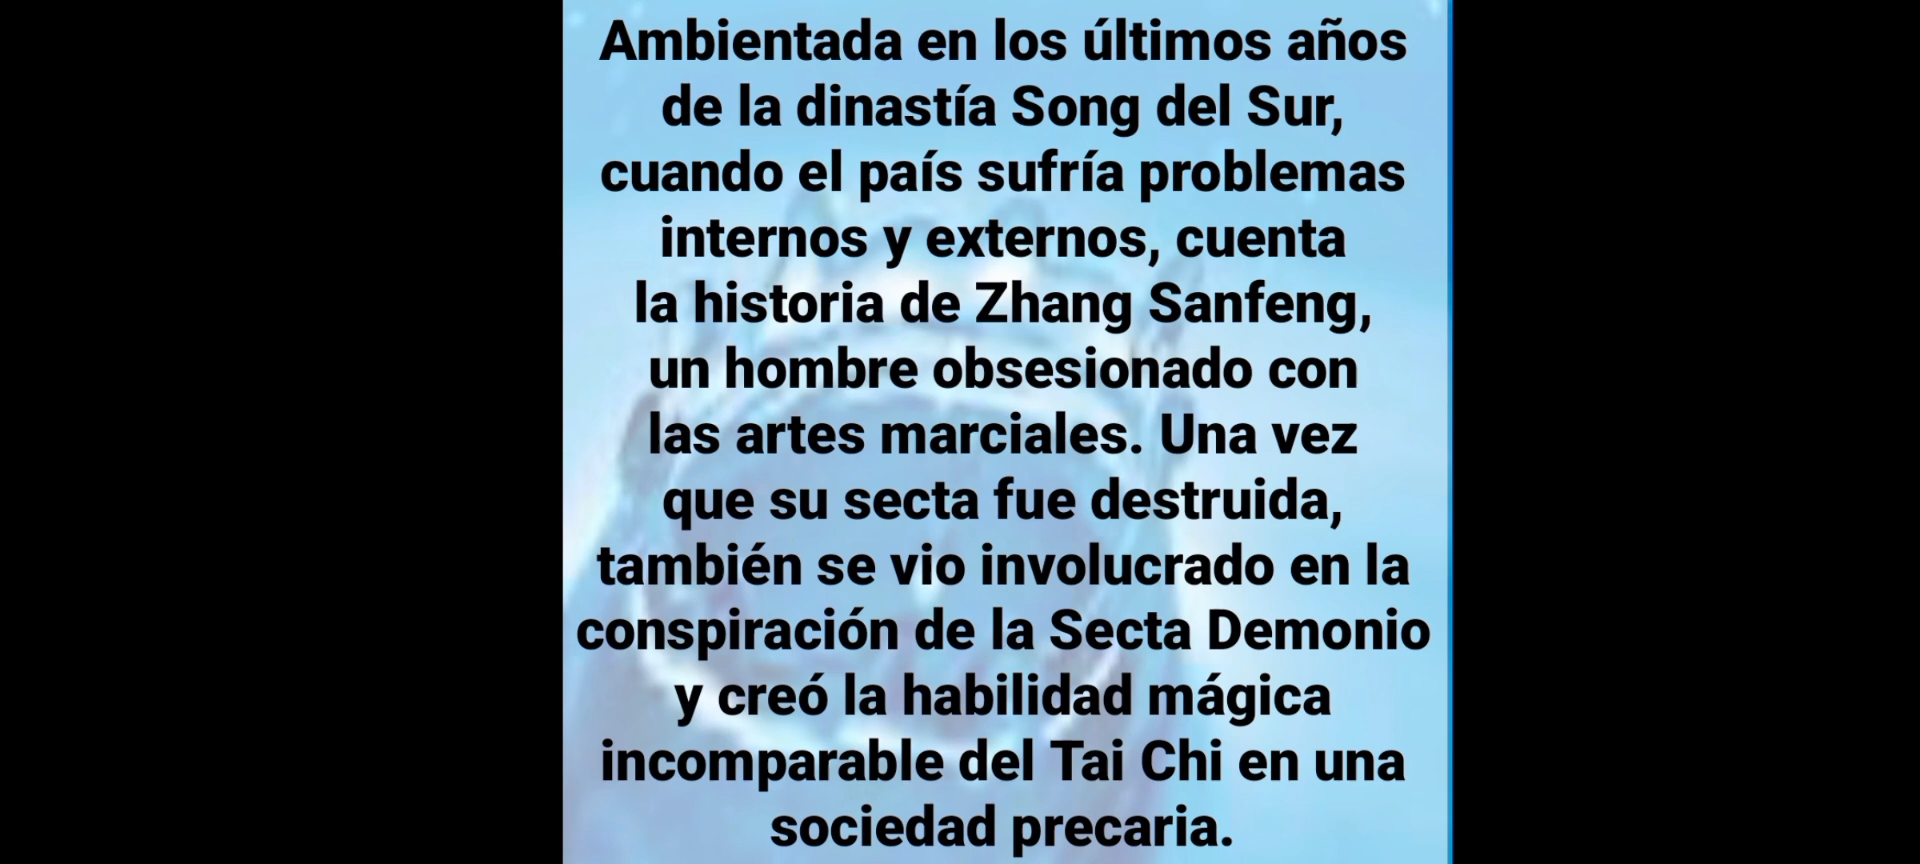 Ambientada en los últimos años
de la dinastía Song del Sur,
cuando el país sufría problemas
internos y externos, cuenta
la historia de Zhang Sanfeng,
un hombre obsesionado con
las artes marciales. Una vez
que su secta fue destruida,
también se vio involucrado en la
conspiración de la Secta Demonio
y creó la habilidad mágica
incomparable del Tai Chi en una
sociedad precaria.